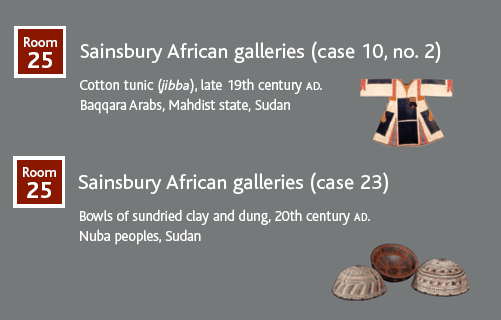 Room
25
Sainsbury African galleries (case 10, no. 2)
Cotton tunic (jibba), late 19th century AD.
Baqqara Arabs, Mahdist state, Sudan
Room
25
Sainsbury African galleries (case 23)
Bowls of sundried clay and dung, 20th century AD.
Nuba peoples, Sudan